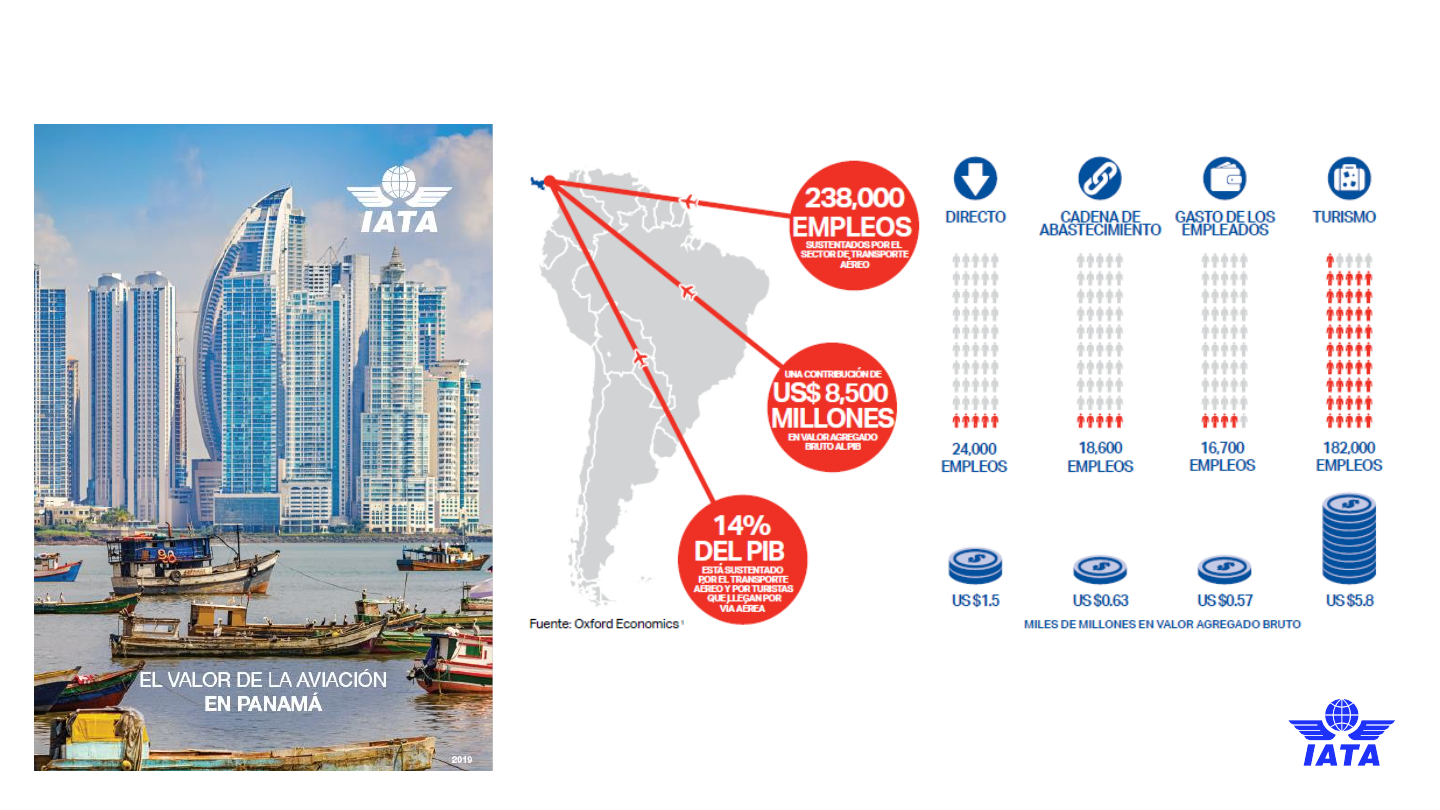 IATA
EL VALOR DE LA AVIACIÓN
EN PANAMÁ
2019
238,000
EMPLEOS
SUSTENTADOS POR EL
SECTOR DE TRANSPORTE
AÉREO
UNA CONTRIBUCIÓN DE
US$ 8,500
MILLONES
EN VALOR AGREGADO
BRUTO AL PIB
14%
DEL PIB
ESTÁ SUSTENTADO
POR EL TRANSPORTE
AÉREO Y POR TURISTAS
QUE LLEGAN POR
VÍA AÉREA
Fuente: Oxford Economics ¹
DIRECTO
CADENA DE
ABASTECIMIENTO
GASTO DE LOS
EMPLEADOS
TURISMO
24,000
EMPLEOS
18,600
EMPLEOS
16,700
EMPLEOS
182,000
EMPLEOS
US $1.5
US $0.63
US $0.57
US $5.8
MILES DE MILLONES EN VALOR AGREGADO BRUTO
IATA